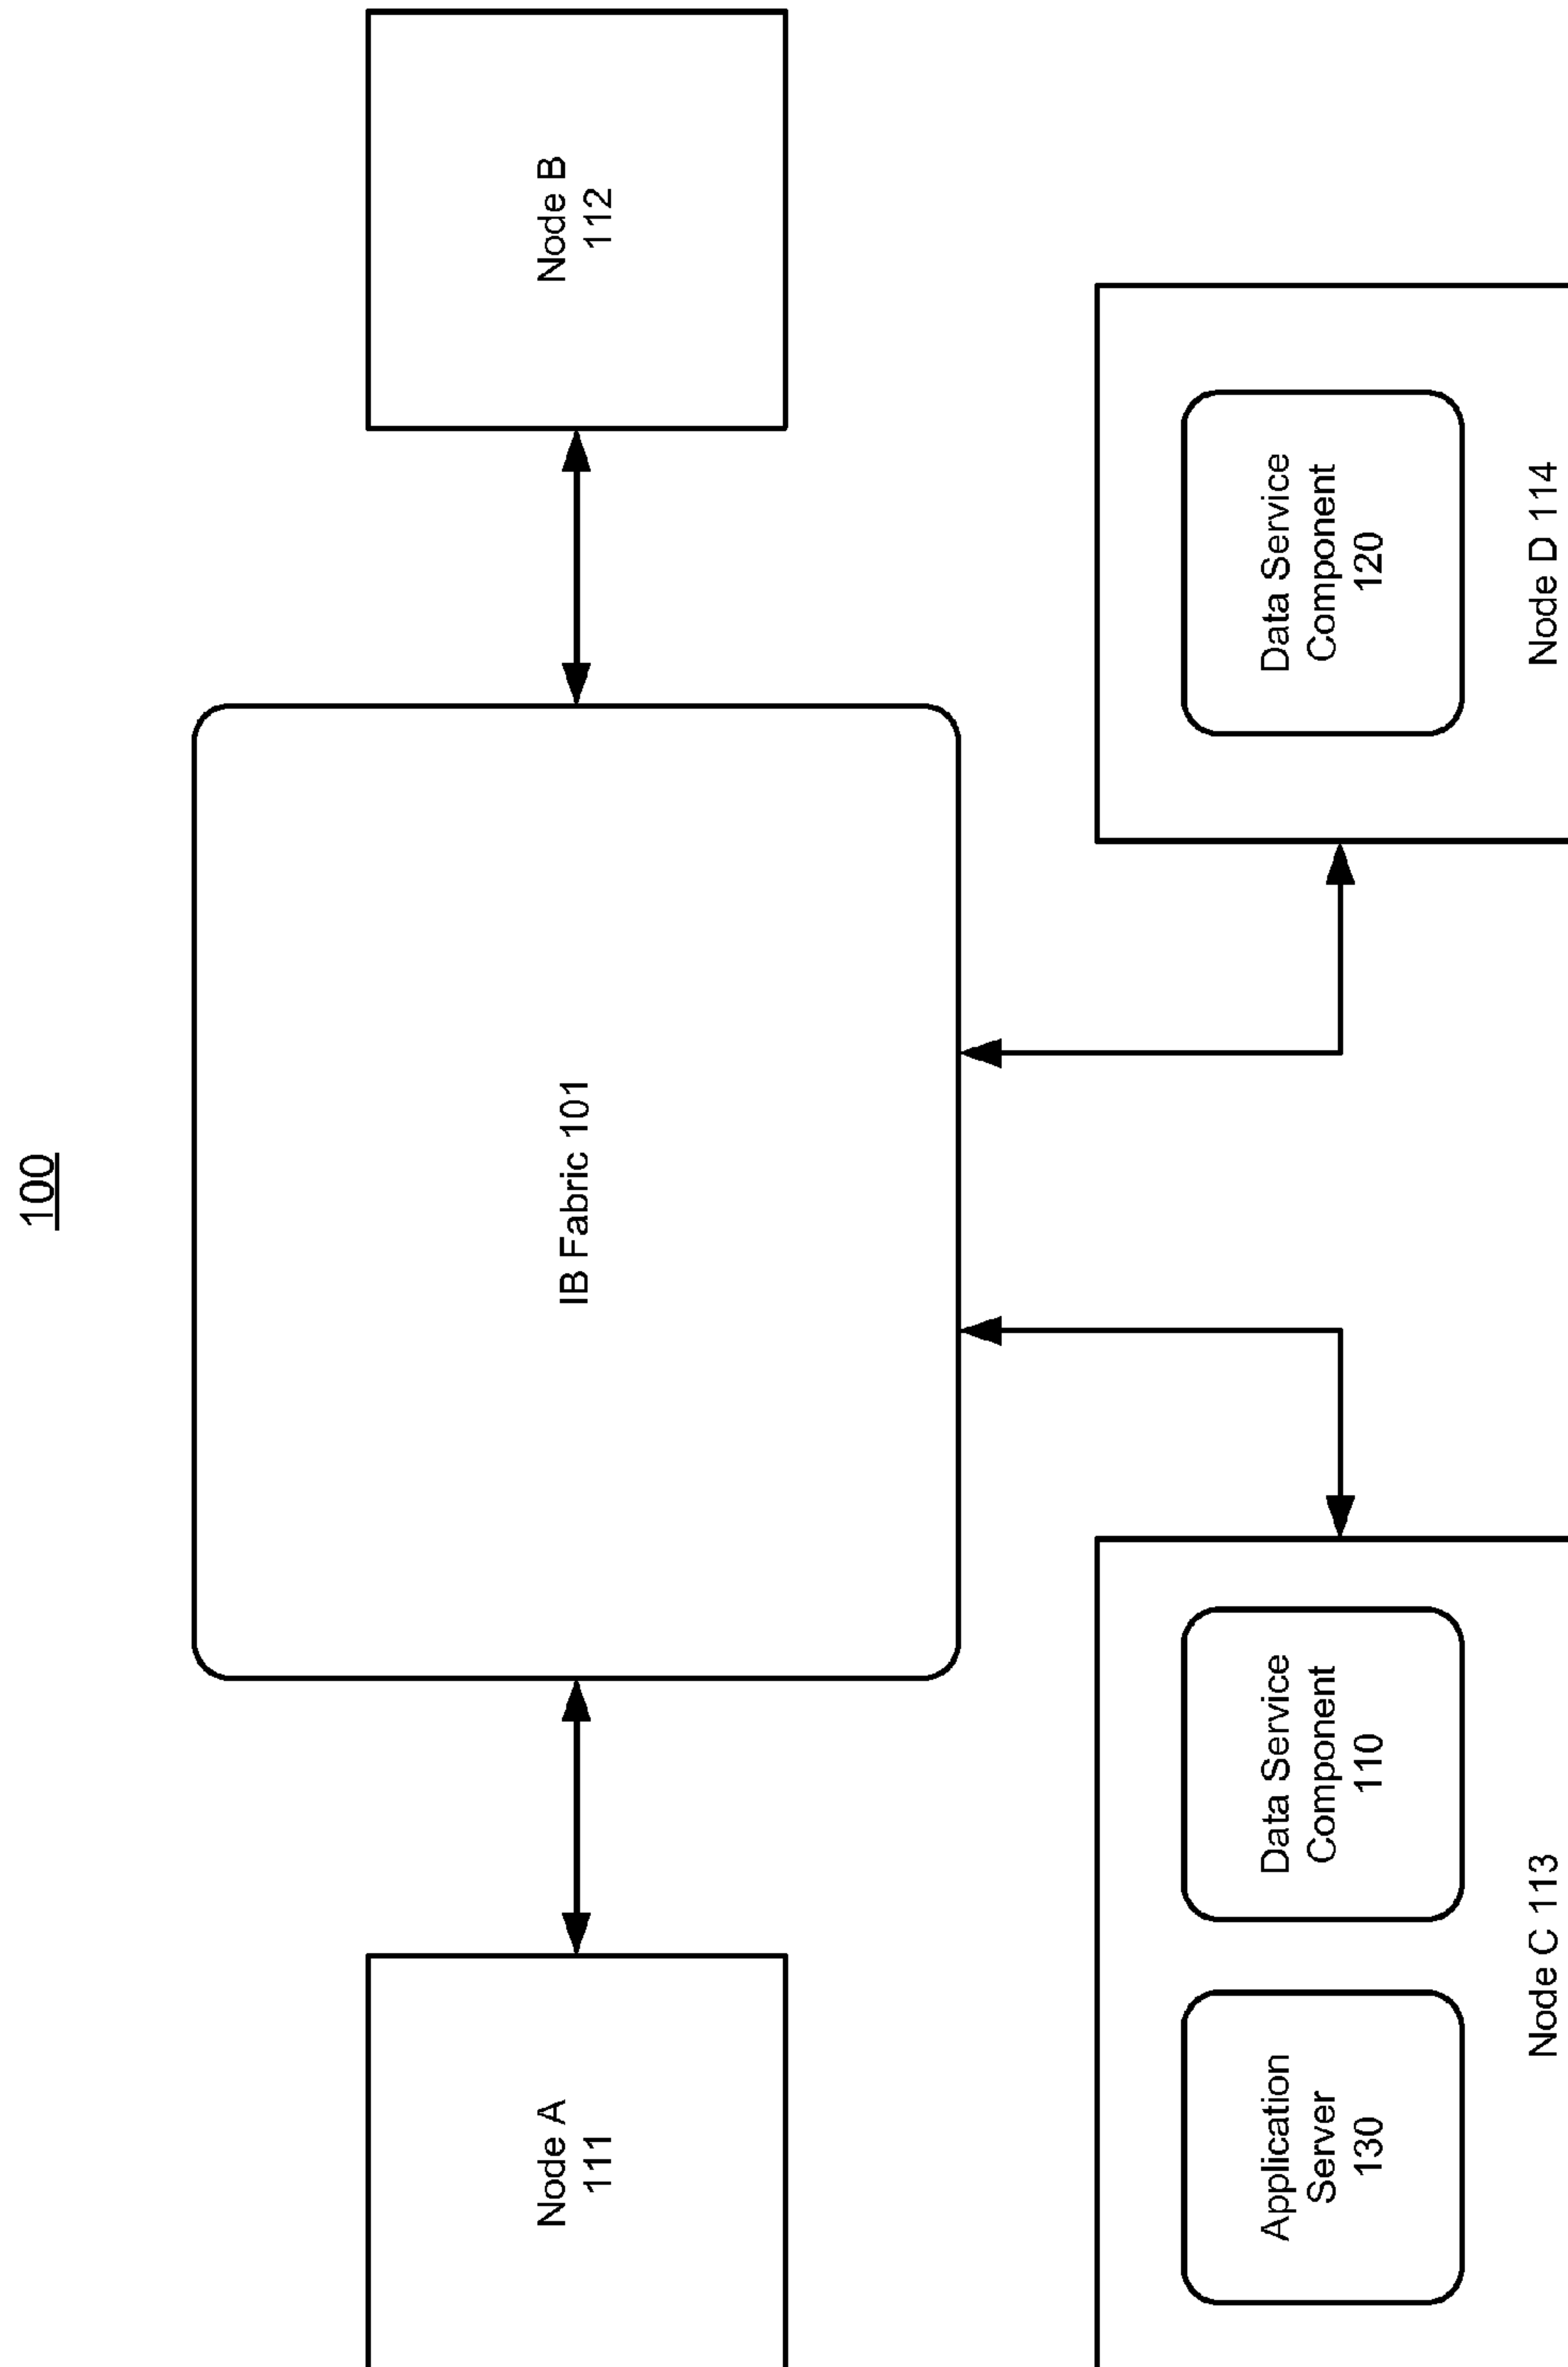 100
Node A
111
IB Fabric 101
Node B
112
Application
Server
130
Data Service
Component
110
Node C 113
Data Service
Component
120
Node D 114